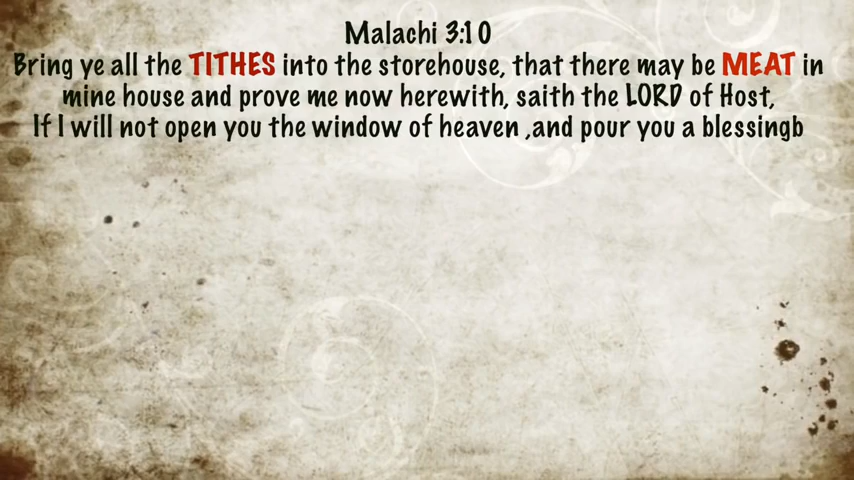 Malachi 3:10
Bring ye all the TITHES into the storehouse, that there may be MEAT in
mine house and prove me now herewith, saith the LORD of Host,
If I will not open you the window of heaven ,and pour you a blessingb